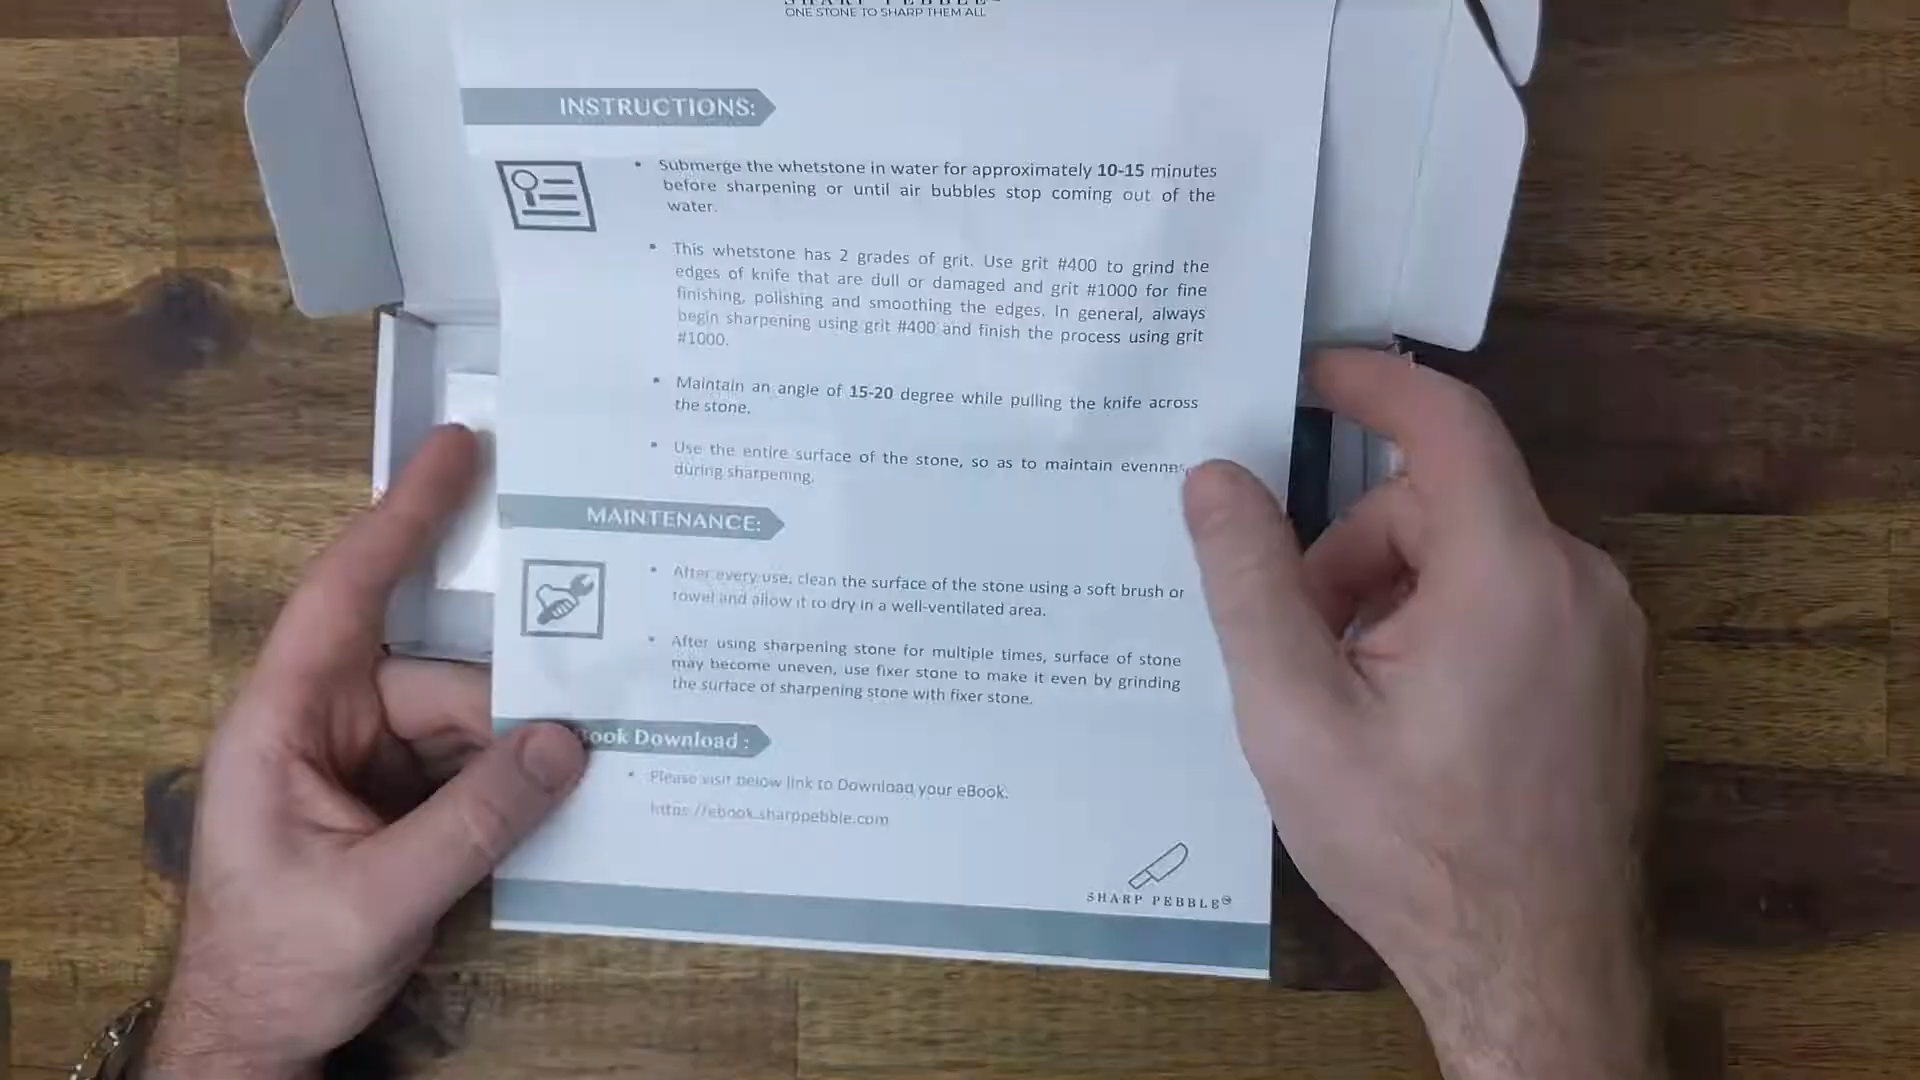 SHARP PEBBLE
ONE STONE TO SHARP THEM ALL
INSTRUCTIONS:
Submerge the whetstone in water for approximately 10-15 minutes
before sharpening or until air bubbles stop coming out of the
water.
This whetstone has 2 grades of grit. Use grit #400 to grind the
edges of knife that are dull or damaged and grit #1000 for fine
finishing, polishing and smoothing the edges. In general, always
begin sharpening using grit #400 and finish the process using grit
#1000.
Maintain an angle of 15-20 degree while pulling the knife across
the stone.
Use the entire surface of the stone, so as to maintain
during sharpening.
MAINTENANCE:
After every use, clean the surface of the stone using a soft brush or
towel and allow it to dry in a well-ventilated area.
After using sharpening stone for multiple times, surface of stone
may become uneven, use fixer stone to make it even by grinding
the surface of sharpening stone with fixer stone.
Book Download :
Please visit below link to Download your eBook.
https://ebook.sharppebble.com
SHARP PEBBLE